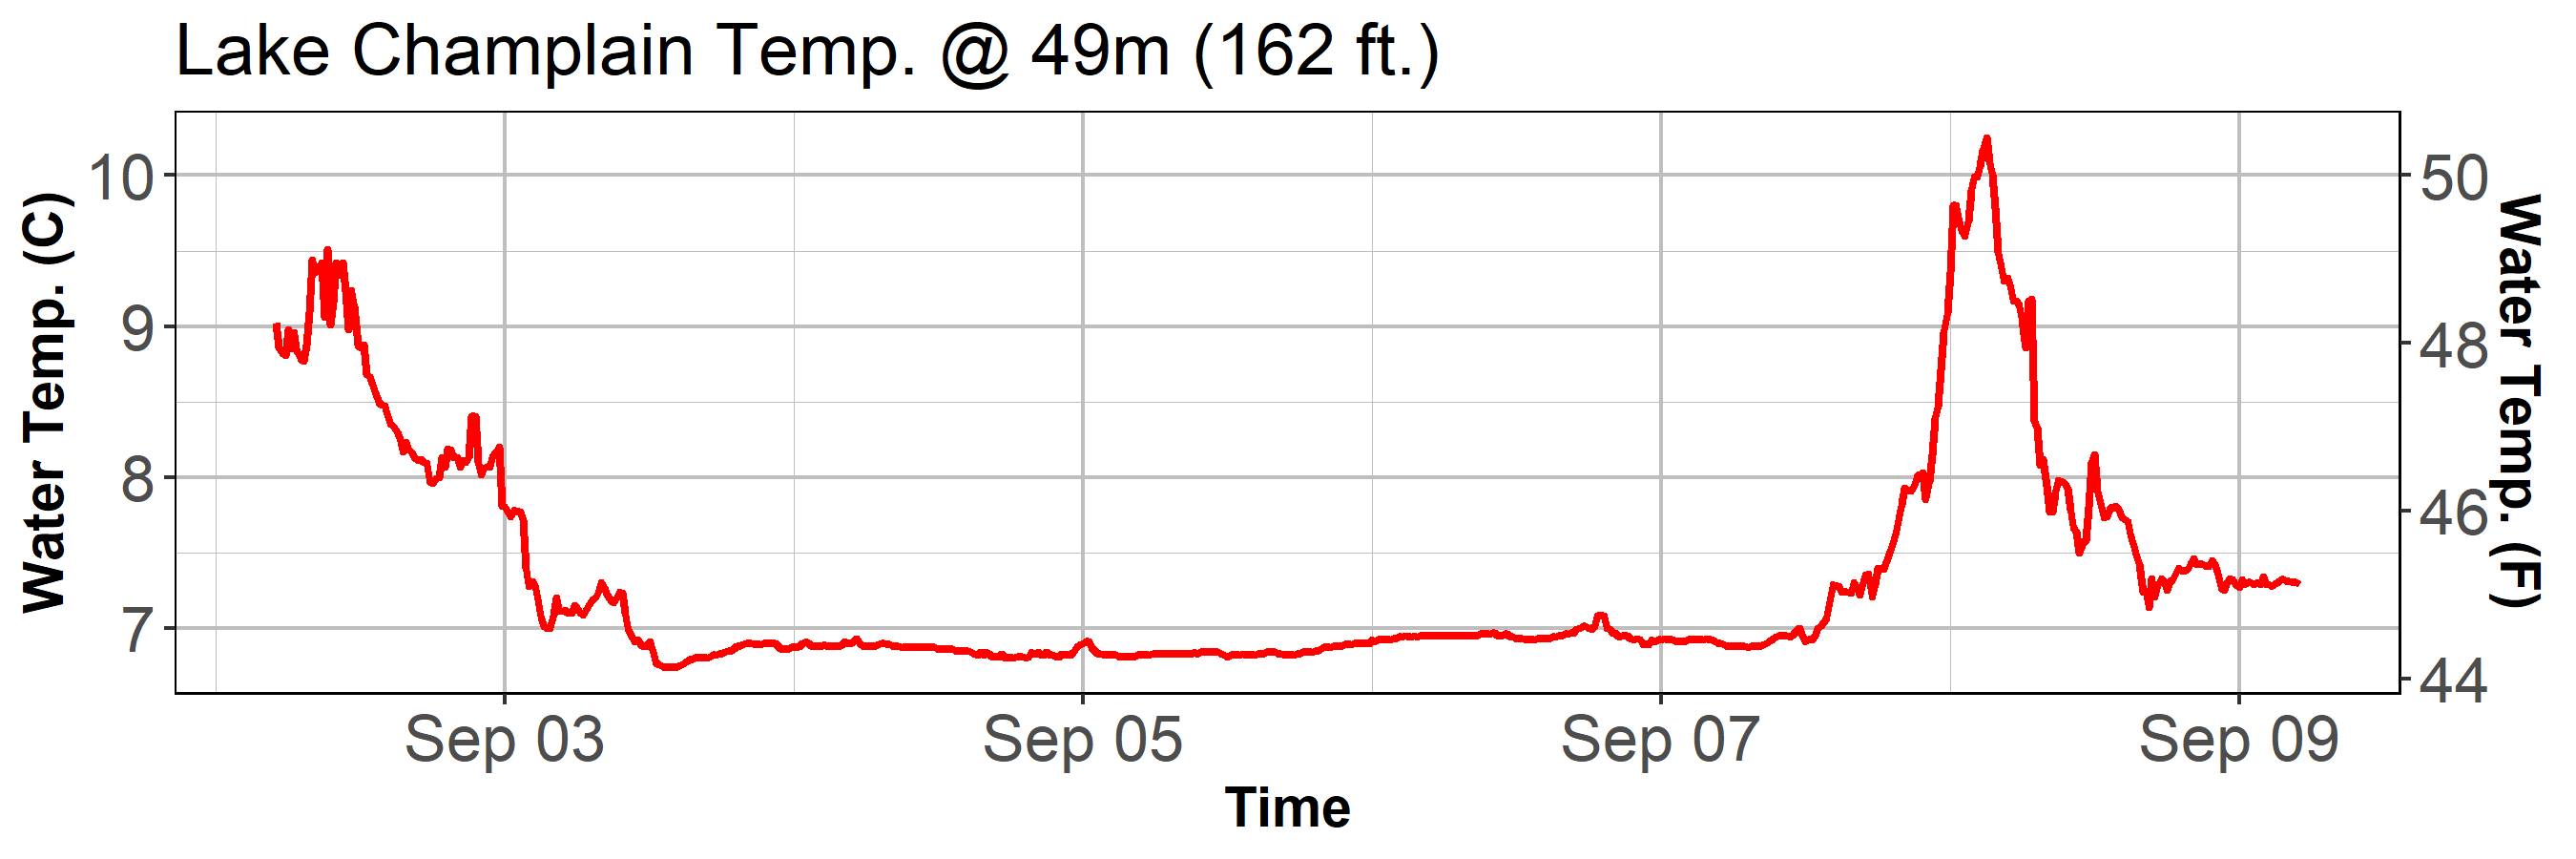 Lake Champlain Temp. @ 49m (162 ft.)
Water Temp. (C)
10
9
8
7
50
48
46
44
Water Temp. (F)
Sep 03
Sep 05
Sep 07
Sep 09
Time